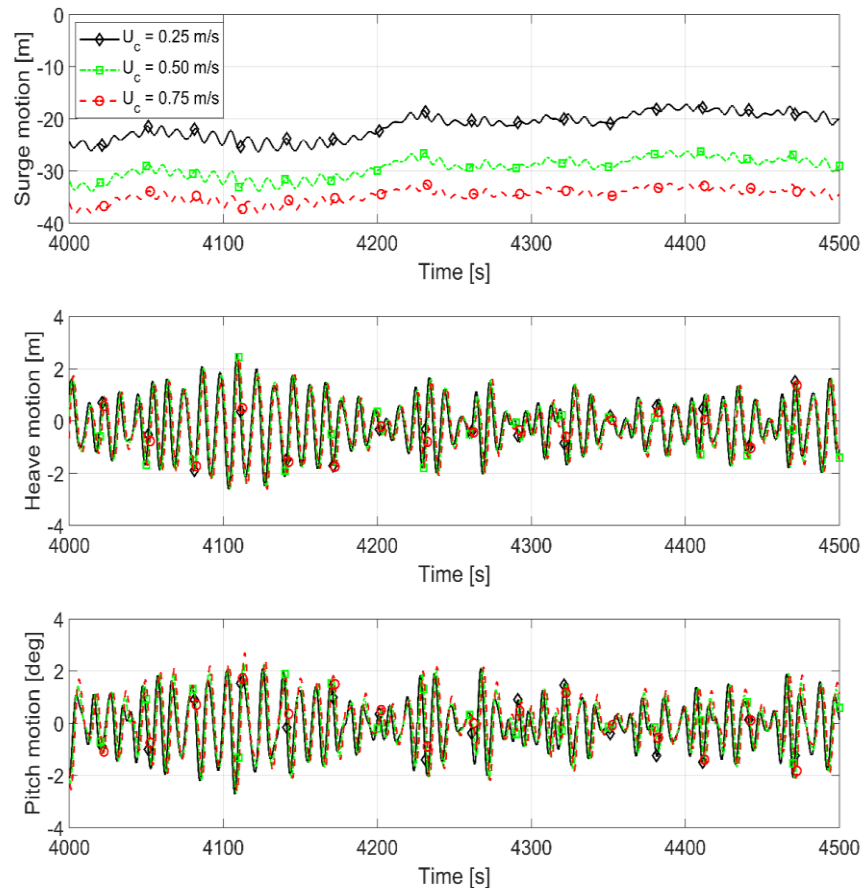 Surge motion [m]
0
-10
-20
-30
-40
U_c = 0.25 m/s
U_c = 0.50 m/s
U_c = 0.75 m/s
4000 4100 4200 4300 4400 4500
Time [s]
Heave motion [m]
4
2
0
-2
-4
4000 4100 4200 4300 4400 4500
Time [s]
Pitch motion [deg]
4
2
0
-2
-4
4000 4100 4200 4300 4400 4500
Time [s]